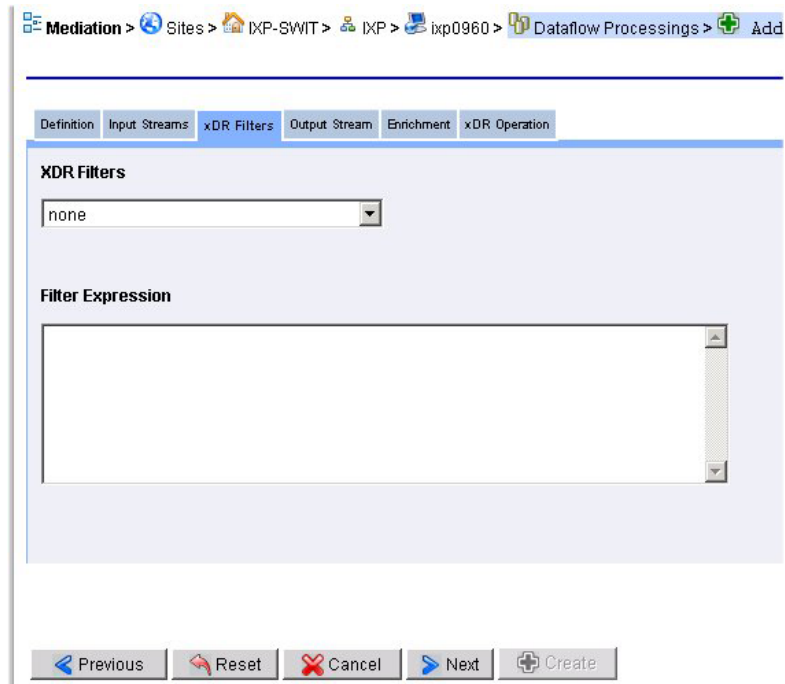 Mediation > Sites > IXP-SWIT > IXP > ixp0960 > Dataflow Processings > Add
Definition Input Streams xDR Filters Output Stream Enrichment xDR Operation
XDR Filters
none
Filter Expression
Previous Reset Cancel Next Create